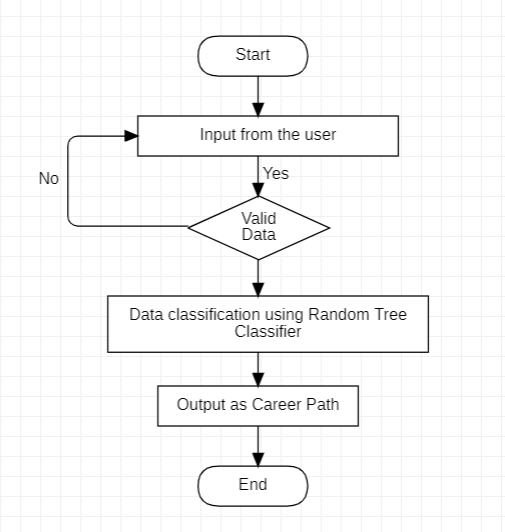 Start
Input from the user
Yes
No
Valid
Data
Data classification using Random Tree
Classifier
Output as Career Path
End